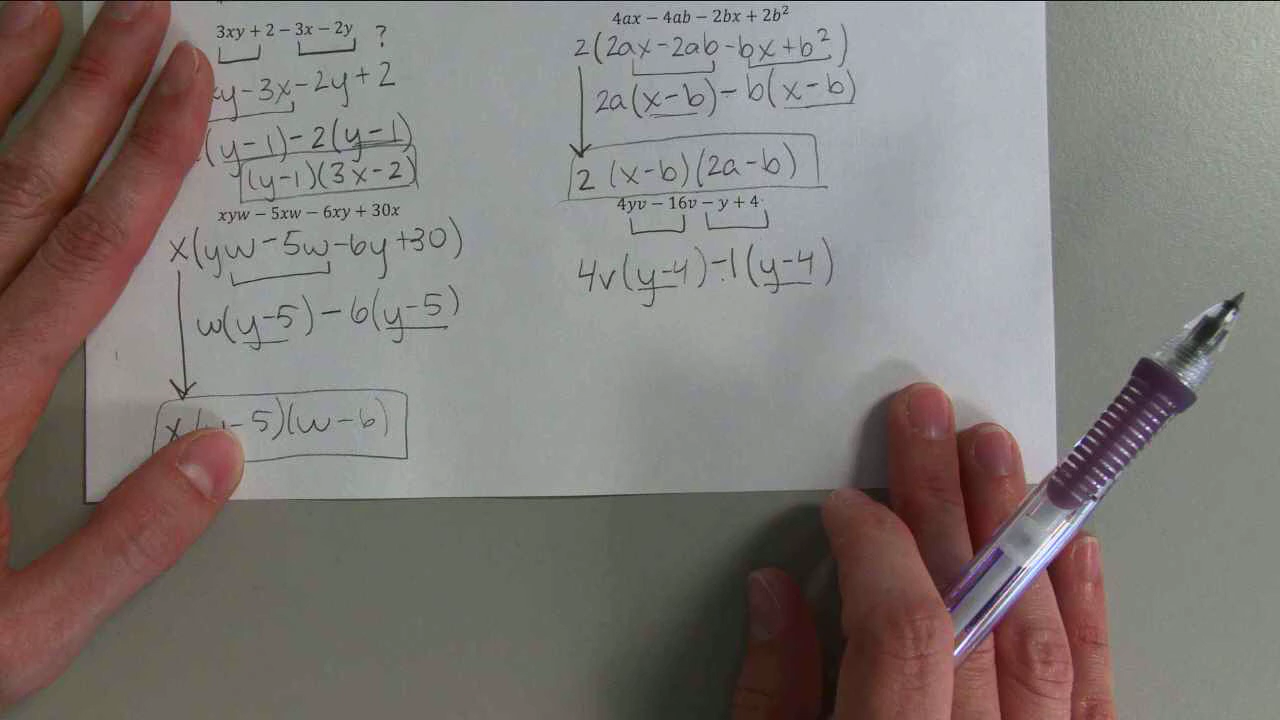 3xy + 2 − 3x − 2y ?
y-3x-2y+2
(y-1)-2(y-1)
(y-1)(3x-2)
xyw − 5xw − 6xy + 30x
x(yw-5w-6y+30)
w(y-5)-6(y-5)
x(y-5)(w-6)
4ax − 4ab − 2bx + 2b²
2(2ax-2ab-bx+b²)
2a(x-b)-b(x-b)
2 (x-b)(2a-b)
4yv − 16v − y + 4
4v(y-4)-1(y-4)